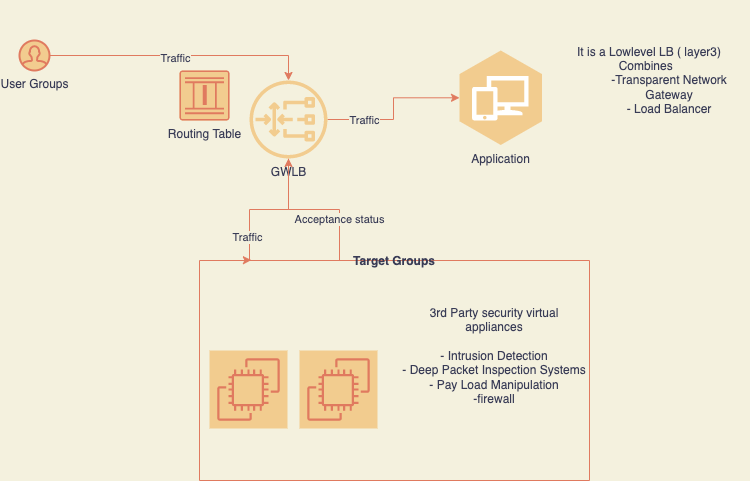 Traffic
User Groups
Routing Table
GWLB
Traffic
Application
It is a Lowlevel LB ( layer3)
Combines
-Transparent Network
Gateway
- Load Balancer
Acceptance status
Traffic
Target Groups
3rd Party security virtual
appliances
- Intrusion Detection
- Deep Packet Inspection Systems
- Pay Load Manipulation
-firewall